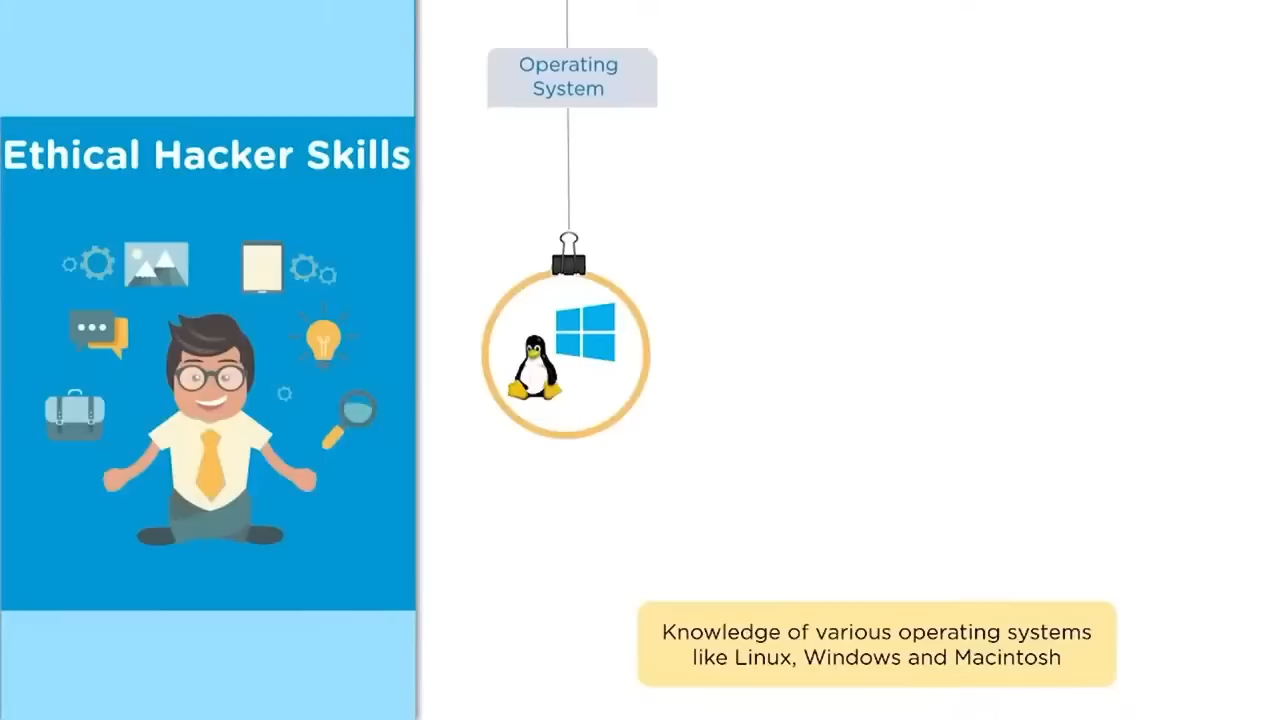 Ethical Hacker Skills
Operating
System
Knowledge of various operating systems
like Linux, Windows and Macintosh